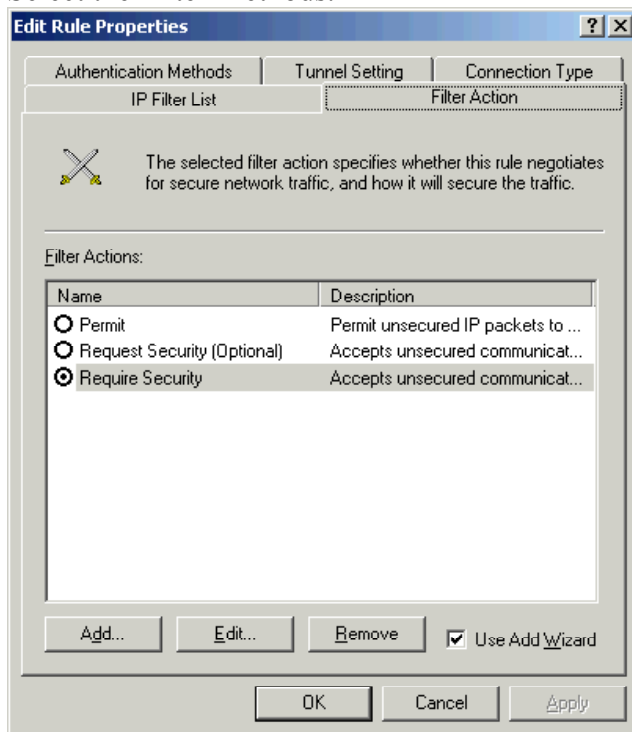 Edit Rule Properties
Authentication Methods
Tunnel Setting
Connection Type
IP Filter List
Filter Action
The selected filter action specifies whether this rule negotiates
for secure network traffic, and how it will secure the traffic.
Filter Actions:
Name
Description
Permit
Permit unsecured IP packets to ...
Request Security (Optional)
Accepts unsecured communicat...
Require Security
Accepts unsecured communicat...
Add...
Edit...
Remove
Use Add Wizard
OK
Cancel
Apply